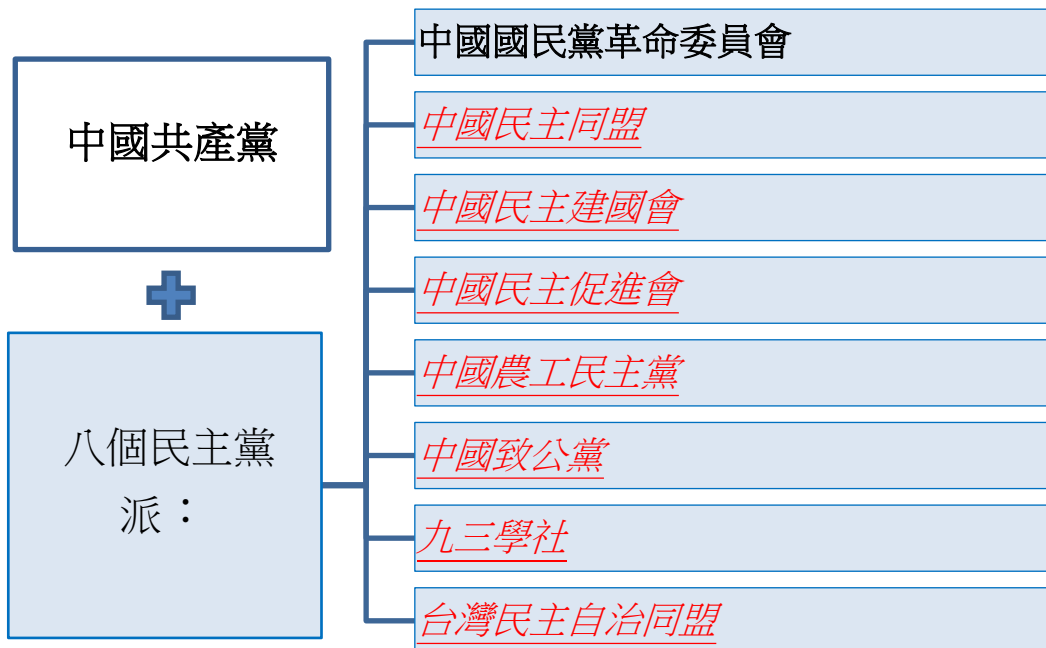 中國共產黨
八個民主黨
派：
中國國民黨革命委員會
中國民主同盟
中國民主建國會
中國民主促進會
中國農工民主黨
中國致公黨
九三學社
台灣民主自治同盟